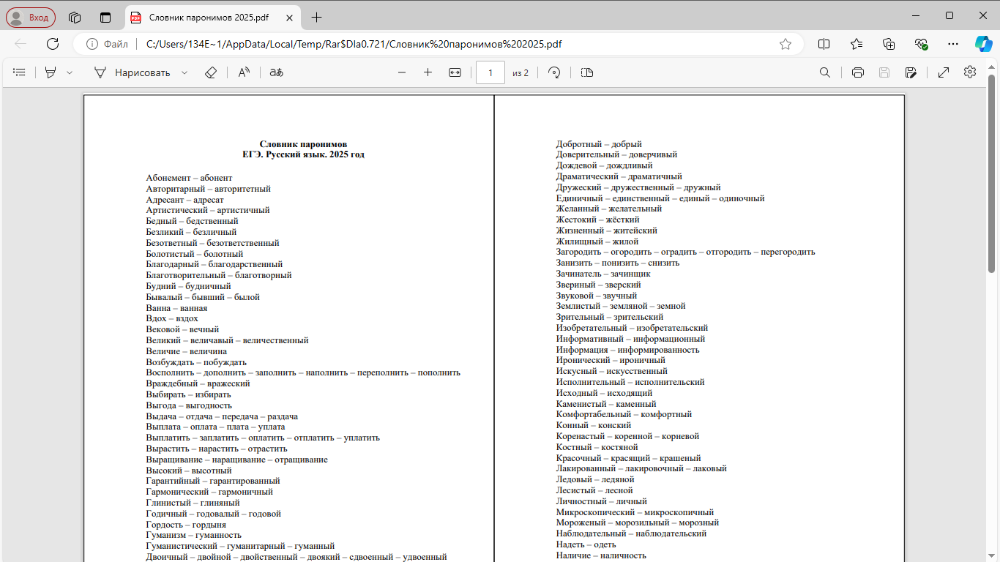 Вход
Словник паронимов 2025.pdf
Файл
C:/Users/134E~1/AppData/Local/Temp/Rar$DIa0.721/Словник%20паронимов%202025.pdf
Нарисовать
аあ
1 из 2
Словник паронимов
ЕГЭ. Русский язык. 2025 год
Абонемент – абонент
Авторитарный – авторитетный
Адресант – адресат
Артистический – артистичный
Бедный – бедственный
Безликий – безличный
Безответный – безответственный
Болотистый – болотный
Благодарный – благодарственный
Благотворительный – благотворный
Будний – будничный
Бывалый – бывший – былой
Ванна – ванная
Вдох – вздох
Вековой – вечный
Великий – величавый – величественный
Величие – величина
Возбуждать – побуждать
Восполнить – дополнить – заполнить – наполнить – переполнить – пополнить
Враждебный – вражеский
Выбирать – избирать
Выгода – выгодность
Выдача – отдача – передача – раздача
Выплата – оплата – плата – уплата
Выплатить – заплатить – оплатить – отплатить – уплатить
Вырастить – нарастить – отрастить
Выращивание – наращивание – отращивание
Высокий – высотный
Гарантийный – гарантированный
Гармонический – гармоничный
Глинистый – глиняный
Годичный – годовалый – годовой
Гордость – гордыня
Гуманизм – гуманность
Гуманистический – гуманитарный – гуманный
Двоичный – двойной – двойственный – двоякий – сдвоенный – удвоенный
Добротный – добрый
Доверительный – доверчивый
Дождевой – дождливый
Драматический – драматичный
Дружеский – дружественный – дружный
Единичный – единственный – единый – одиночный
Желанный – желательный
Жестокий – жёсткий
Жизненный – житейский
Жилищный – жилой
Загородить – огородить – оградить – отгородить – перегородить
Занизить – понизить – снизить
Зачинатель – зачинщик
Звериный – зверский
Звуковой – звучный
Землистый – земляной – земной
Зрительный – зрительский
Изобретательный – изобретательский
Информативный – информационный
Информация – информированность
Иронический – ироничный
Искусный – искусственный
Исполнительный – исполнительский
Исходный – исходящий
Каменистый – каменный
Комфортабельный – комфортный
Конный – конский
Коренастый – коренной – корневой
Костный – костяной
Красочный – красящий – крашеный
Лакированный – лакировочный – лаковый
Ледовый – ледяной
Лесистый – лесной
Личностный – личный
Микроскопический – микроскопичный
Мороженый – морозильный – морозный
Наблюдательный – наблюдательский
Надеть – одеть
Наличие – наличность